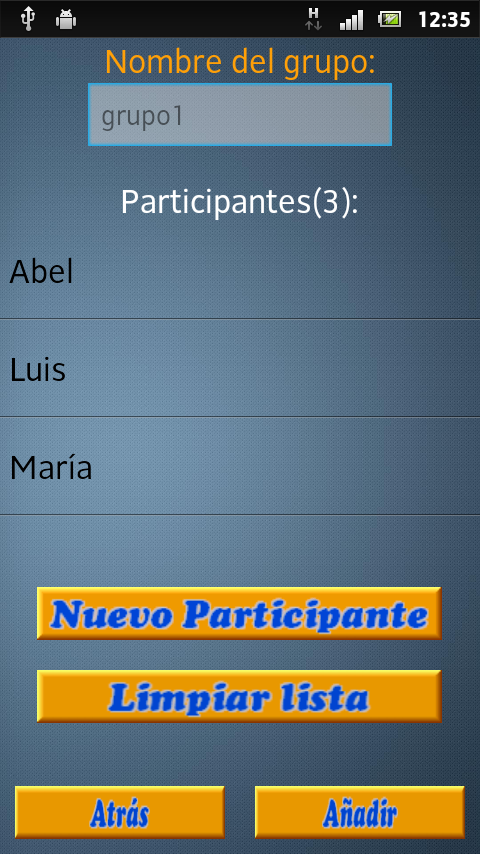 H
12:35
Nombre del grupo:
grupo1
Participantes(3):
Abel
Luis
María
Nuevo Participante
Limpiar lista
Atrás
Añadir